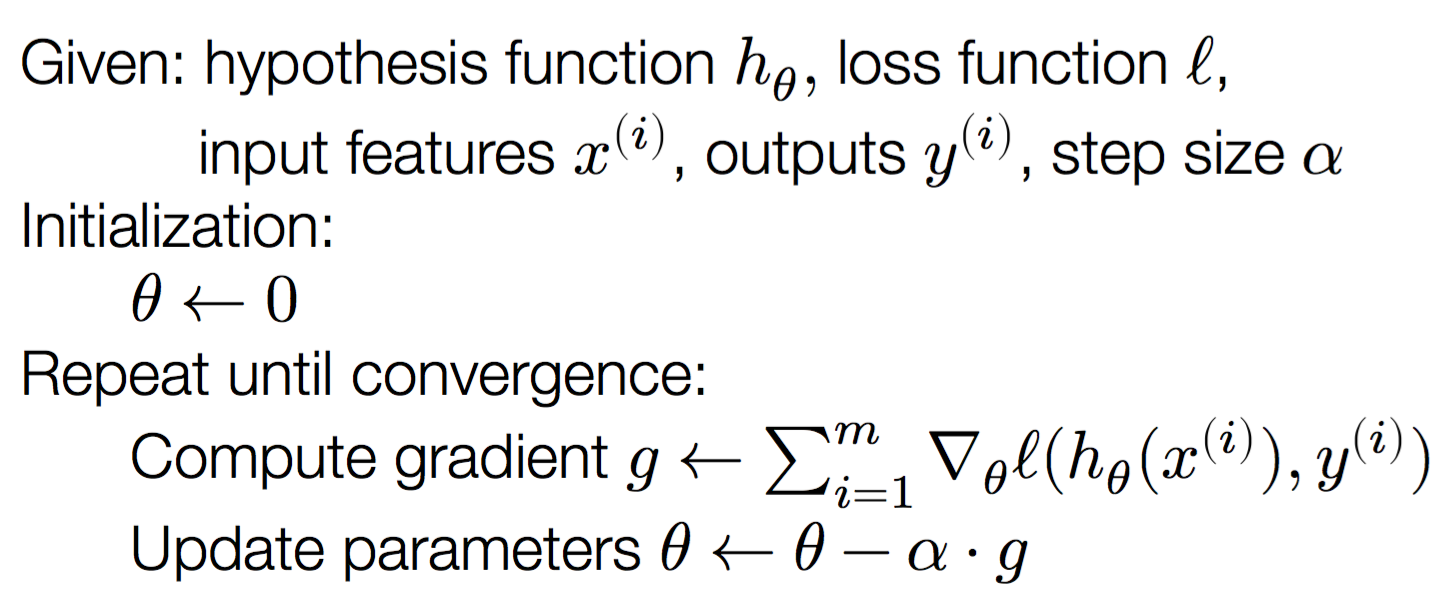 Given: hypothesis function $h_\theta$, loss function $\ell$,
input features $x^{(i)}$, outputs $y^{(i)}$, step size $\alpha$
Initialization:
$\theta \leftarrow 0$
Repeat until convergence:
Compute gradient $g \leftarrow \sum_{i=1}^{m} \nabla_\theta \ell(h_\theta(x^{(i)}), y^{(i)})$
Update parameters $\theta \leftarrow \theta - \alpha \cdot g$